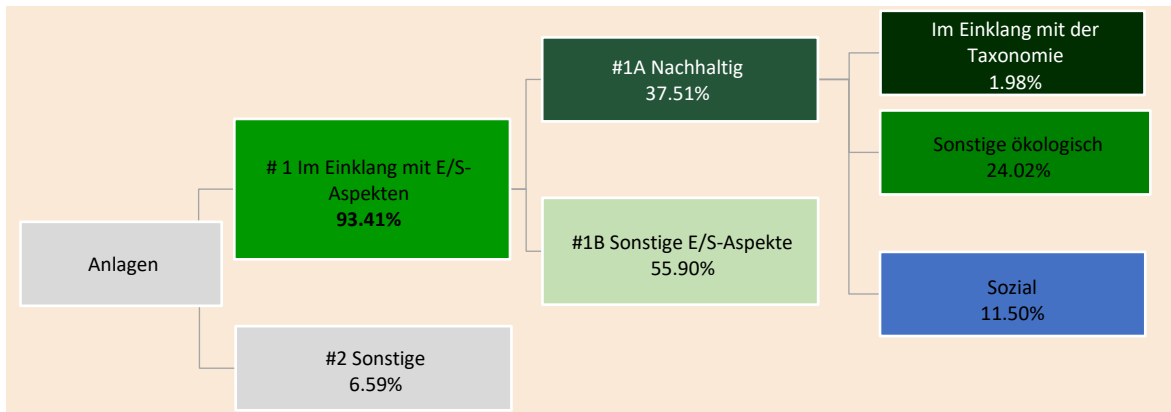 Anlagen
# 1 Im Einklang mit E/S-
Aspekten
93.41%
#2 Sonstige
6.59%
#1A Nachhaltig
37.51%
#1B Sonstige E/S-Aspekte
55.90%
Im Einklang mit der
Taxonomie
1.98%
Sonstige ökologisch
24.02%
Sozial
11.50%